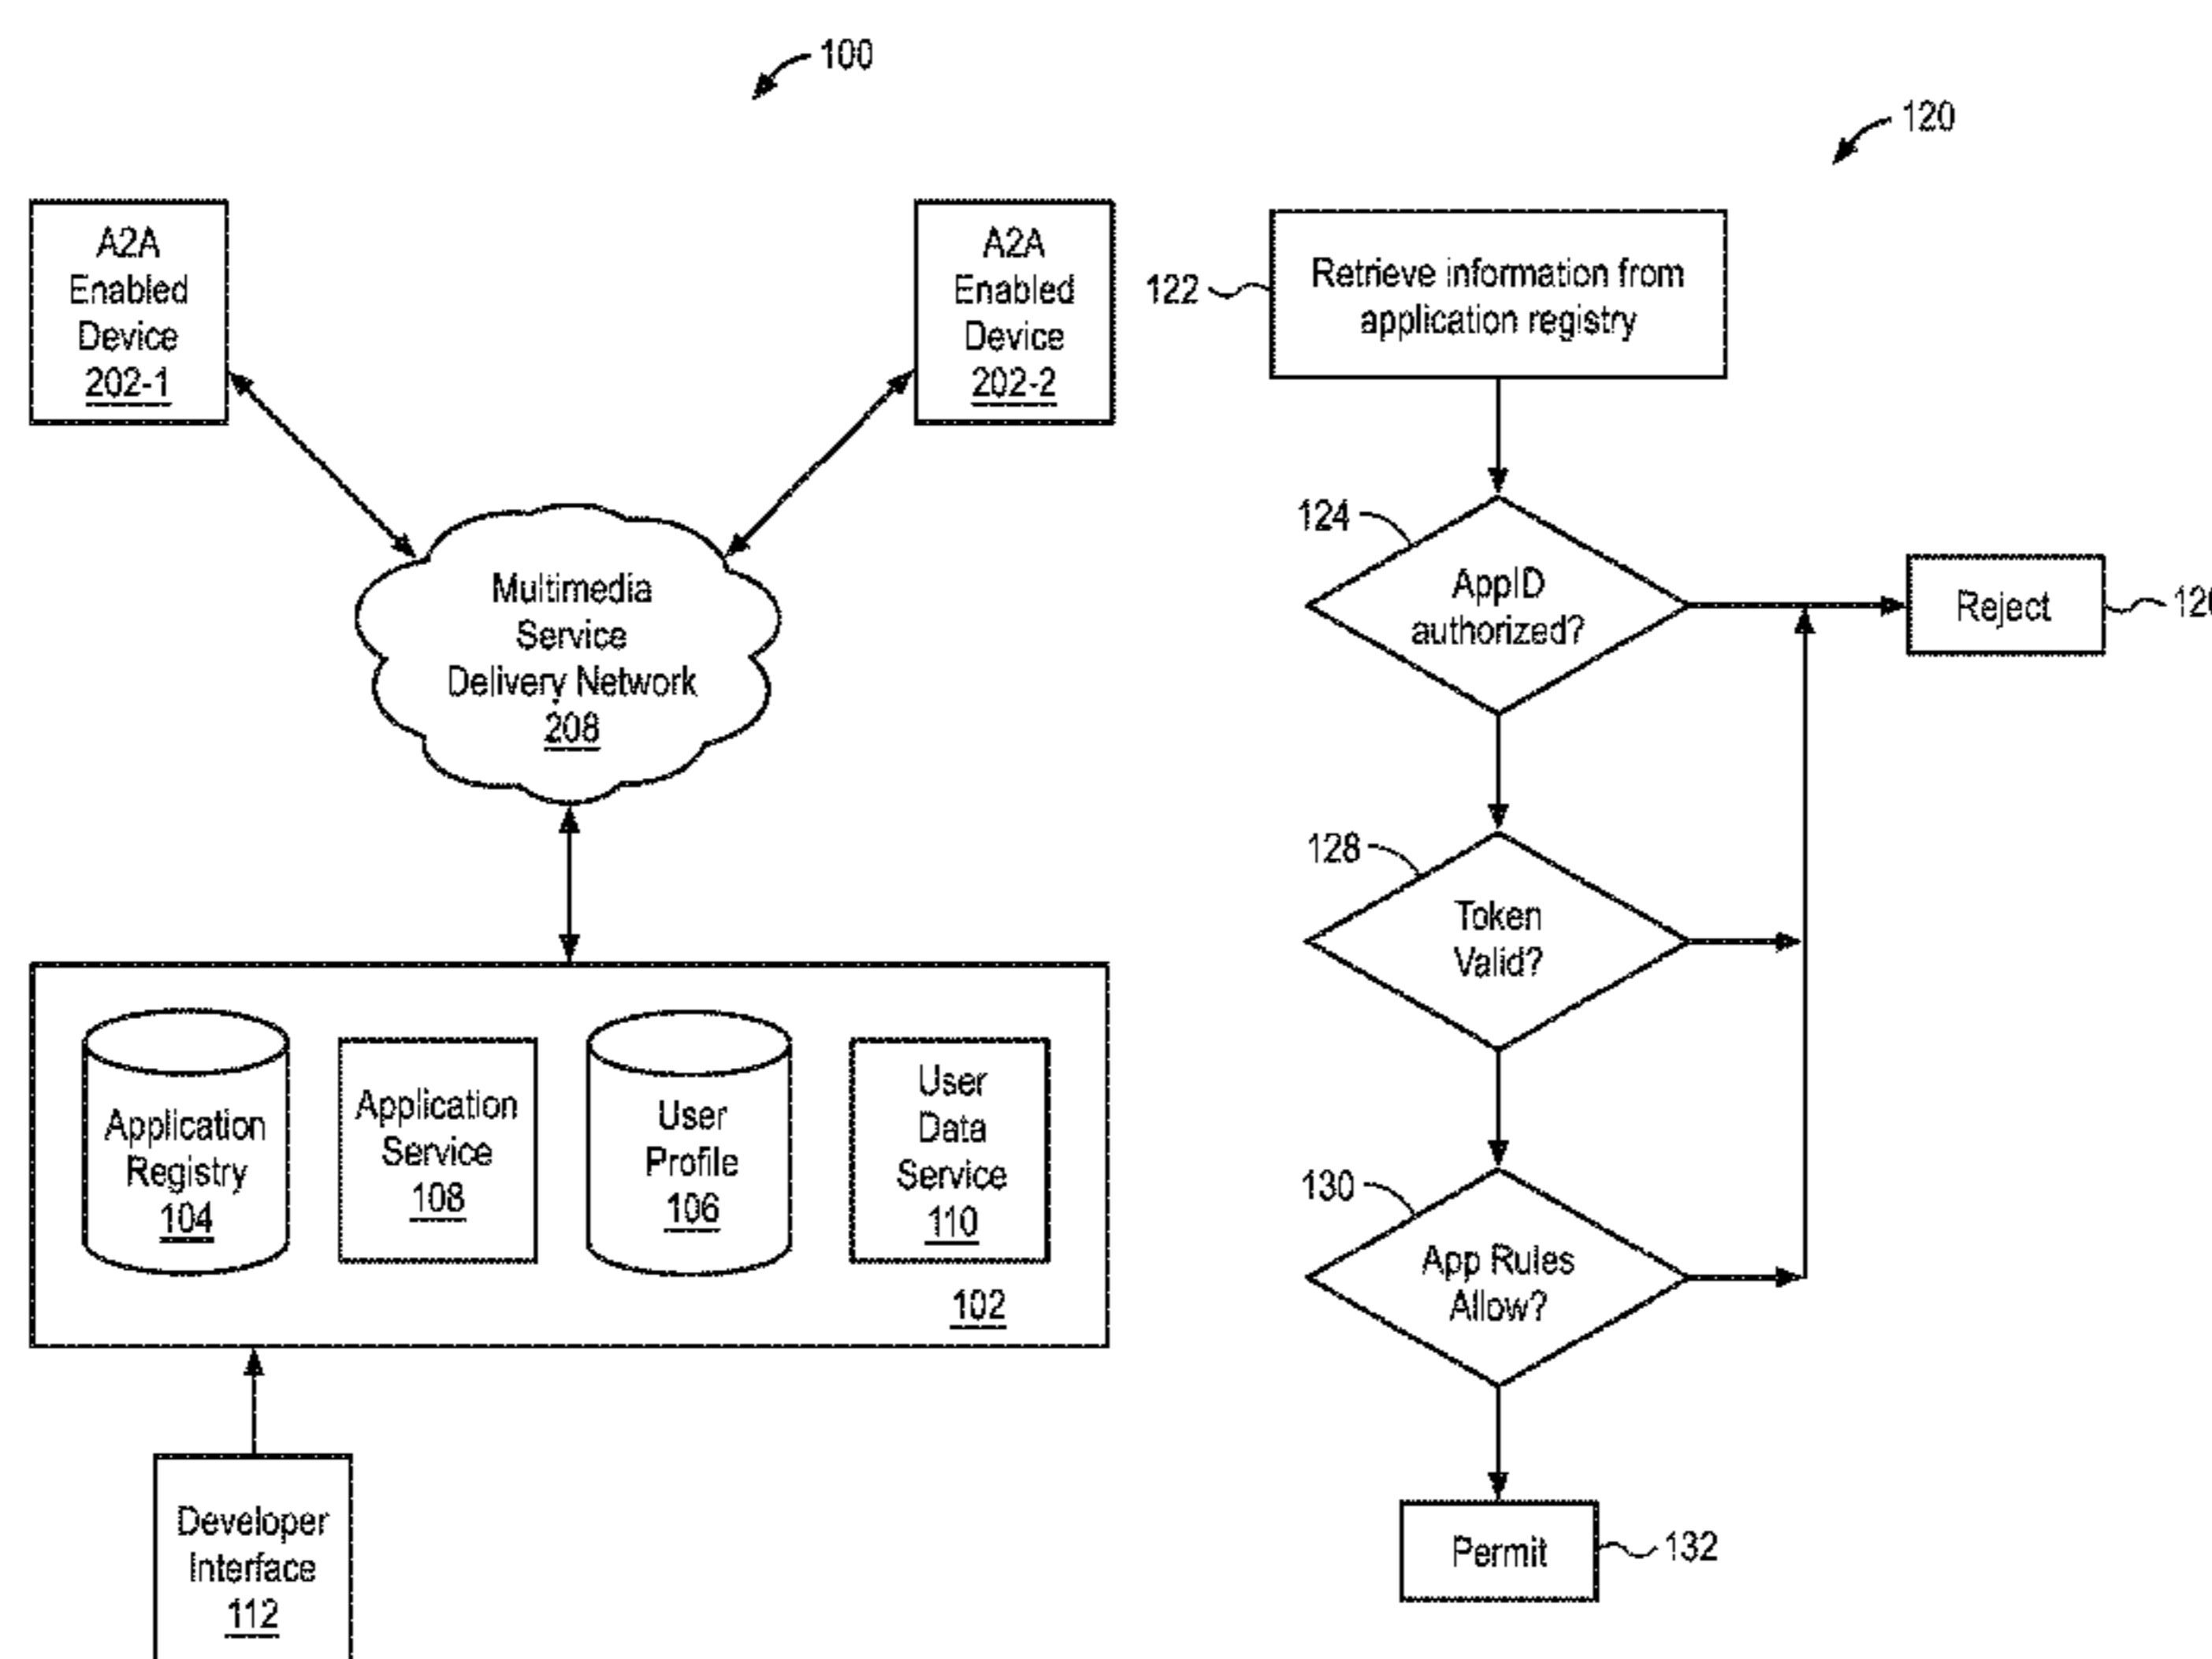 100
A2A
Enabled
Device
202-1
A2A
Enabled
Device
202-2
Multimedia
Service
Delivery Network
208
Application
Registry
104
Application
Service
108
User
Profile
106
User
Data
Service
110
102
Developer
Interface
112
120
122
Retrieve information from
application registry
124
AppID
authorized?
Reject
128
Token
Valid?
130
App Rules
Allow?
Permit
132